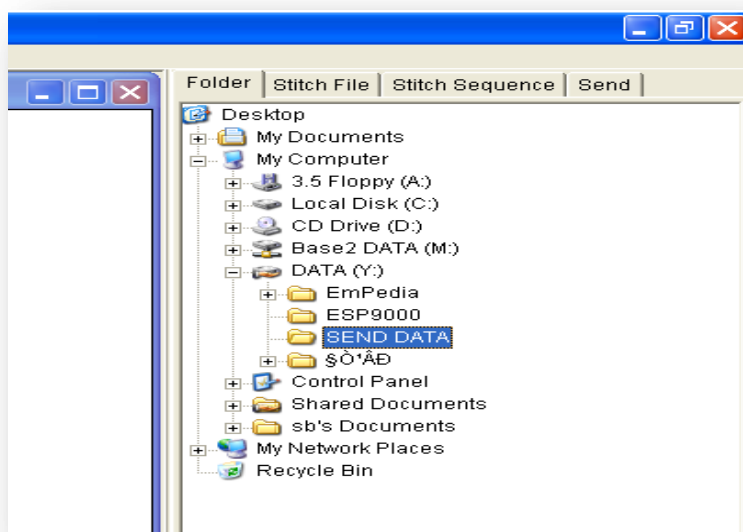 Folder Stitch File Stitch Sequence Send
Desktop
My Documents
My Computer
3.5 Floppy (A:)
Local Disk (C:)
CD Drive (D:)
Base2 DATA (M:)
DATA (Y:)
EmPedia
ESP9000
SEND DATA
§Ò¹ÂÐ
Control Panel
Shared Documents
sb's Documents
My Network Places
Recycle Bin